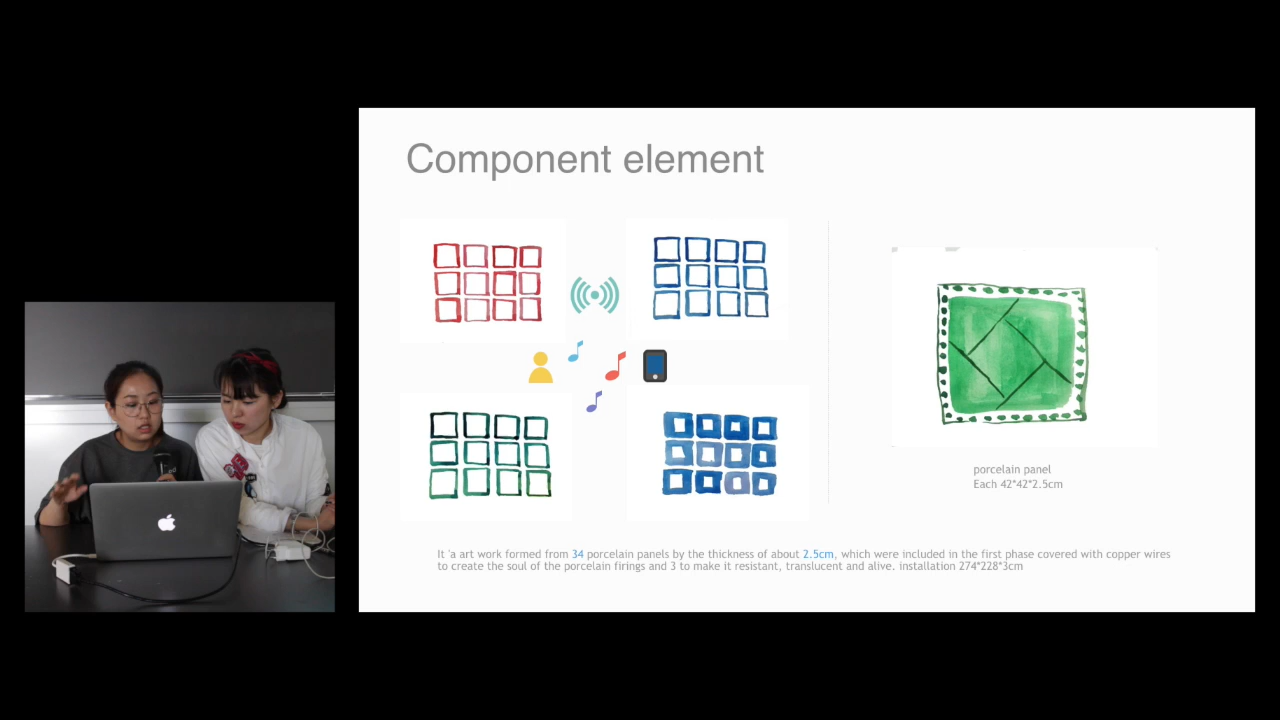 Component element
porcelain panel
Each 42*42*2.5cm
It 'a art work formed from 34 porcelain panels by the thickness of about 2.5cm, which were included in the first phase covered with copper wires
to create the soul of the porcelain firings and 3 to make it resistant, translucent and alive. installation 274*228*3cm